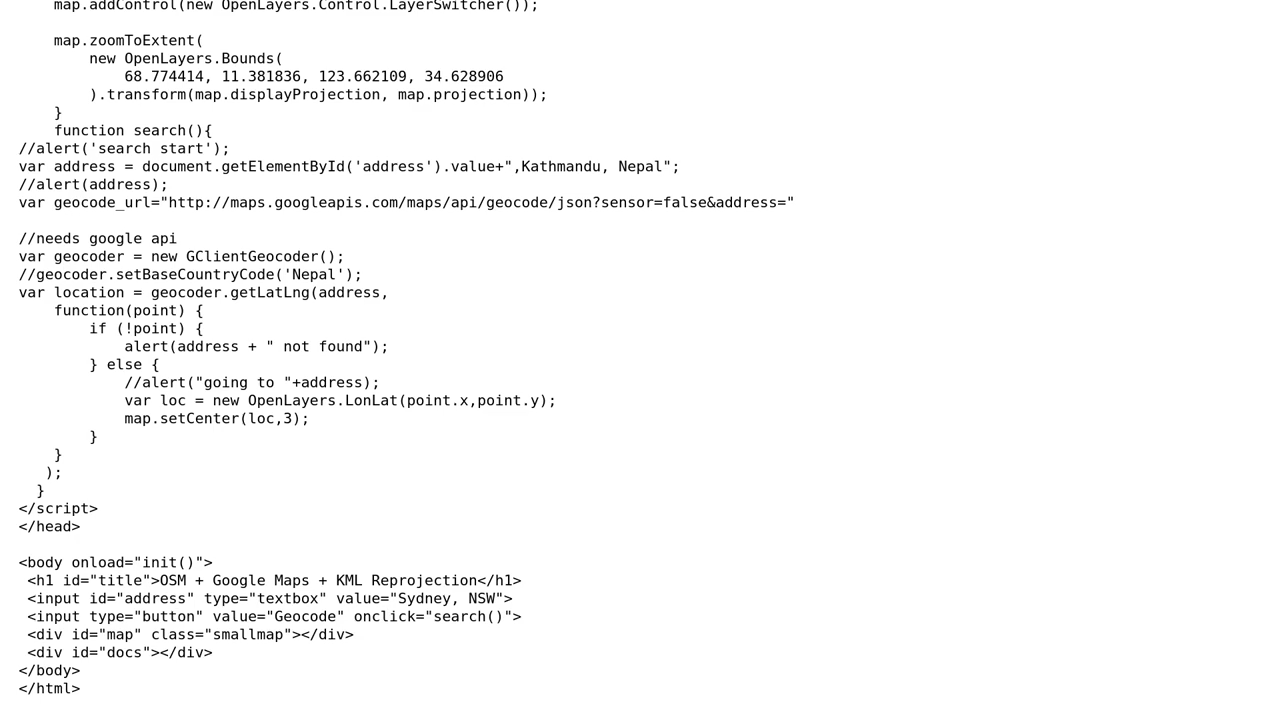 map.addControl(new OpenLayers.Control.LayerSwitcher());

    map.zoomToExtent(
        new OpenLayers.Bounds(
            68.774414, 11.381836, 123.662109, 34.628906
        ).transform(map.displayProjection, map.projection));
    }
    function search(){
//alert('search start');
var address = document.getElementById('address').value+",Kathmandu, Nepal";
//alert(address);
var geocode_url="http://maps.googleapis.com/maps/api/geocode/json?sensor=false&address="

//needs google api
var geocoder = new GClientGeocoder();
//geocoder.setBaseCountryCode('Nepal');
var location = geocoder.getLatLng(address,
    function(point) {
        if (!point) {
            alert(address + " not found");
        } else {
            //alert("going to "+address);
            var loc = new OpenLayers.LonLat(point.x,point.y);
            map.setCenter(loc,3);
        }
    }
   );
  }
</script>
</head>

<body onload="init()">
 <h1 id="title">OSM + Google Maps + KML Reprojection</h1>
 <input id="address" type="textbox" value="Sydney, NSW">
 <input type="button" value="Geocode" onclick="search()">
 <div id="map" class="smallmap"></div>
 <div id="docs"></div>
</body>
</html>